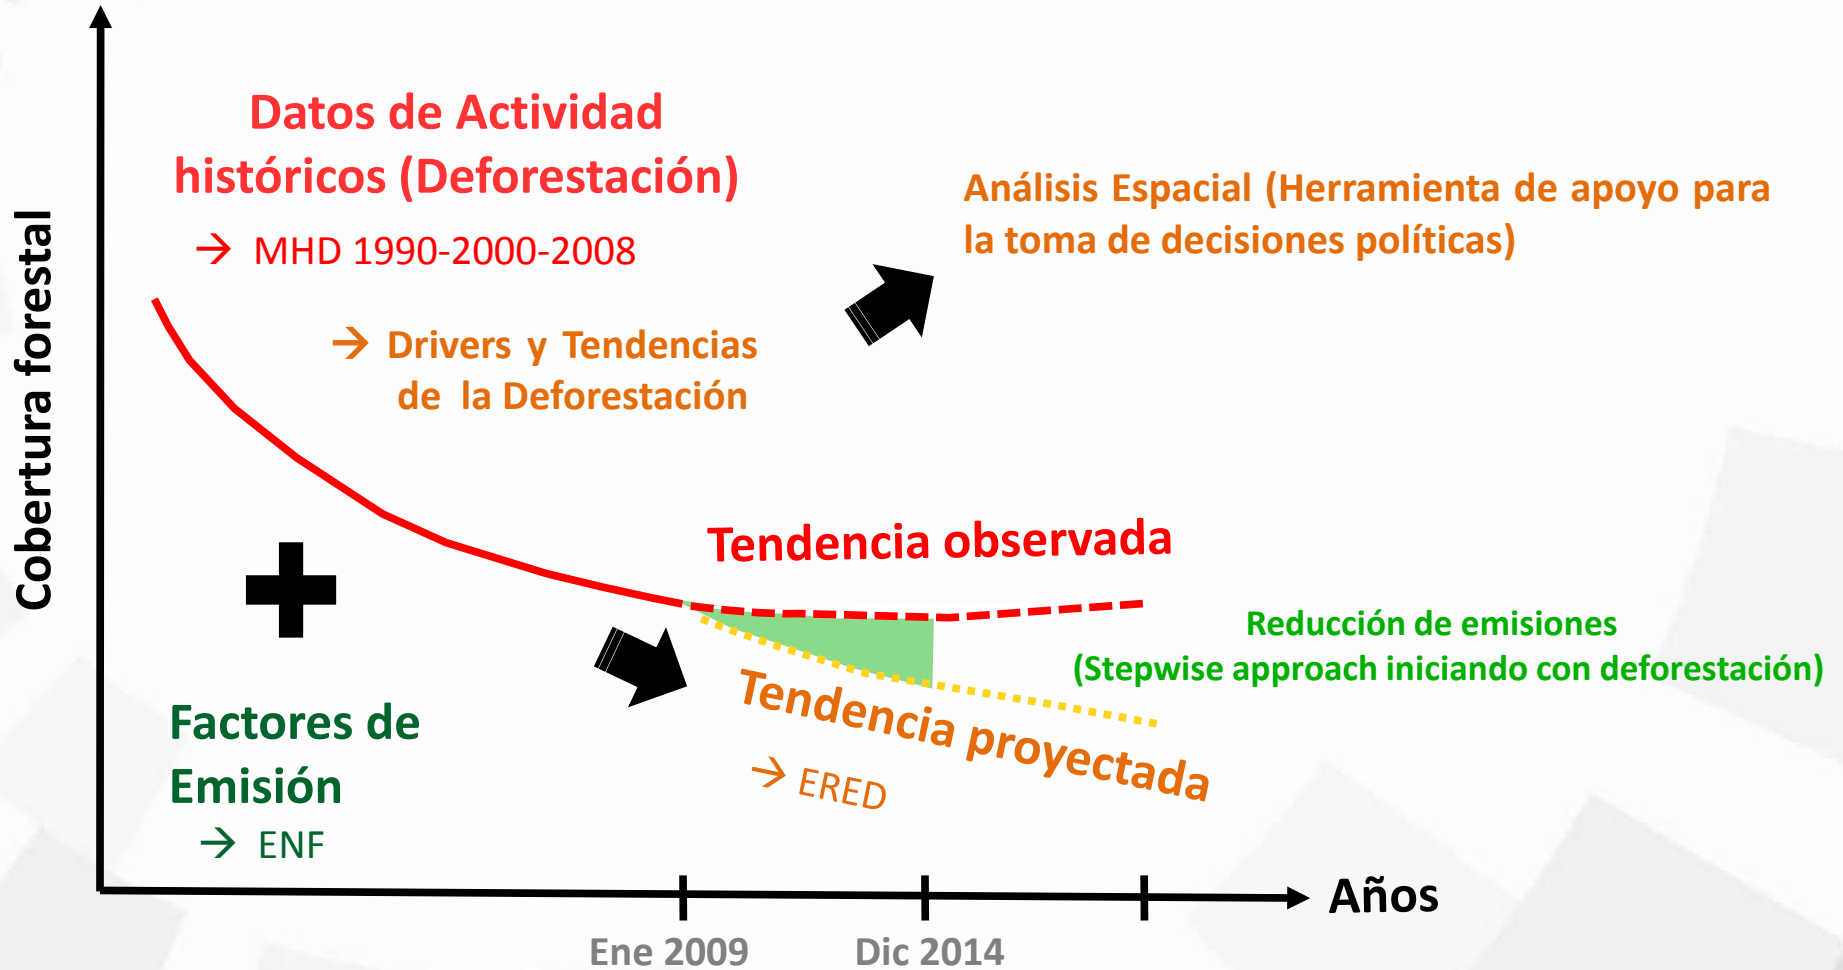 Datos de Actividad
históricos (Deforestación)
→ MHD 1990-2000-2008
→ Drivers y Tendencias
de la Deforestación
Análisis Espacial (Herramienta de apoyo para
la toma de decisiones políticas)
Cobertura forestal
Tendencia observada
Reducción de emisiones
(Stepwise approach iniciando con deforestación)
Tendencia proyectada
→ ERED
Factores de
Emisión
→ ENF
Años
Ene 2009
Dic 2014